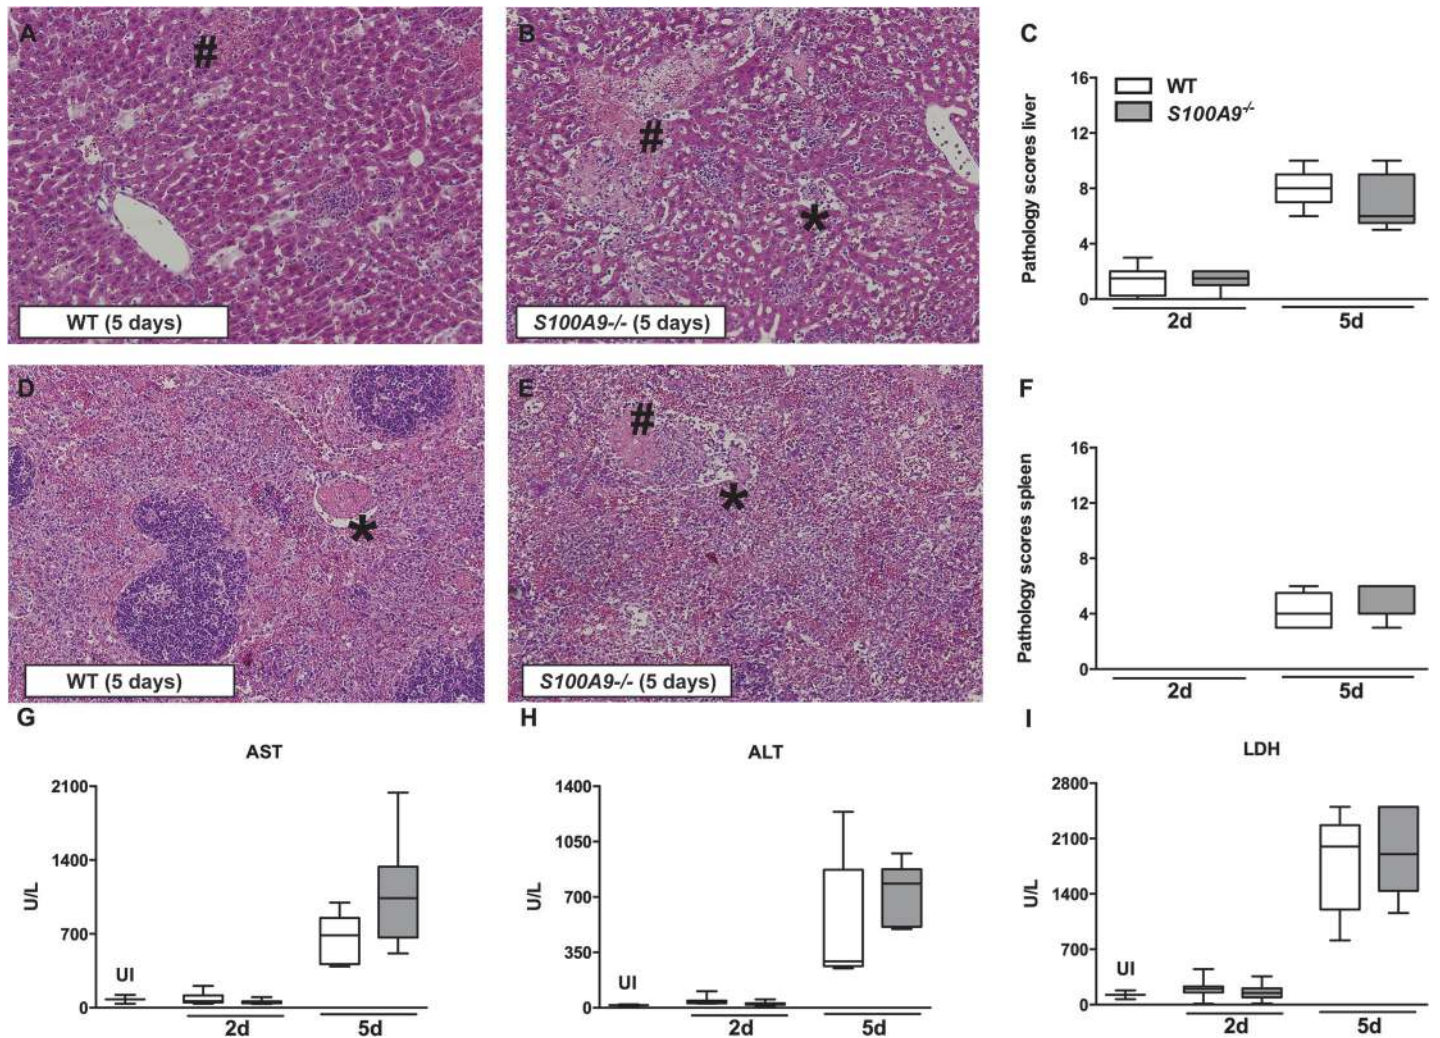 A
#
WT (5 days)
B
#
*
S100A9-/- (5 days)
C
Pathology scores liver
16
12
8
4
0
WT
S100A9-/-
2d
5d
D
*
WT (5 days)
E
#
*
S100A9-/- (5 days)
F
Pathology scores spleen
16
12
8
4
0
2d
5d
G
AST
U/L
2100
1400
700
0
UI
2d
5d
H
ALT
U/L
1400
1050
700
350
0
UI
2d
5d
I
LDH
U/L
2800
2100
1400
700
0
UI
2d
5d